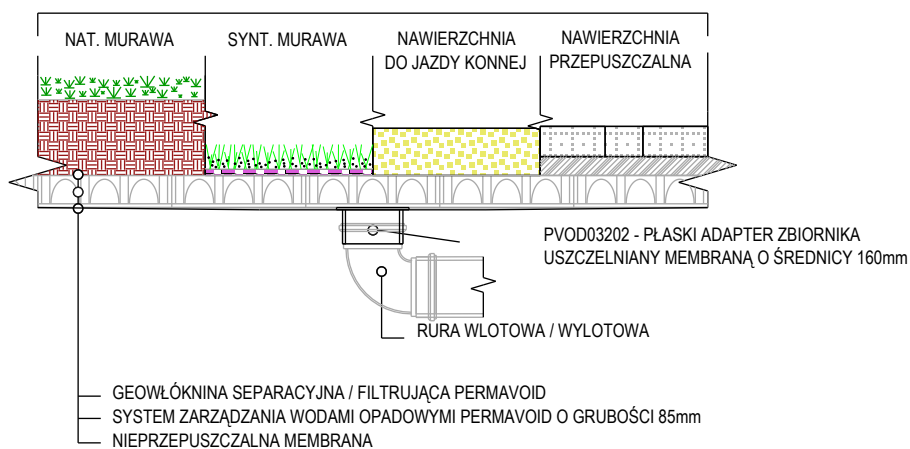 NAT. MURAWA
SYNT. MURAWA
NAWIERZCHNIA
DO JAZDY KONNEJ
NAWIERZCHNIA
PRZEPUSZCZALNA
PVOD03202 - PŁASKI ADAPTER ZBIORNIKA
USZCZELNIANY MEMBRANĄ O ŚREDNICY 160mm
RURA WLOTOWA / WYLOTOWA
GEOWŁÓKNINA SEPARACYJNA / FILTRUJĄCA PERMAVOID
SYSTEM ZARZĄDZANIA WODAMI OPADOWYMI PERMAVOID O GRUBOŚCI 85mm
NIEPRZEPUSZCZALNA MEMBRANA